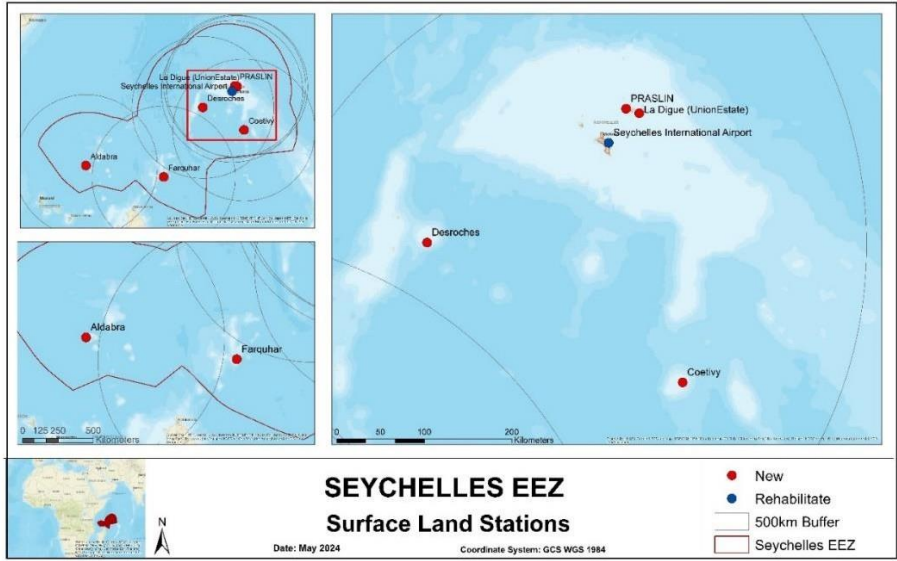 La Digue (UnionEstate)
PRASLIN
Seychelles International Airport
Desroches
Coetivy
Aldabra
Farquhar
PRASLIN
La Digue (UnionEstate)
Seychelles International Airport
Desroches
Coetivy
0 100 200
Kilometers
Aldabra
Farquhar
0 125 250 500
Kilometers
SEYCHELLES EEZ
Surface Land Stations
Date: May 2024 Coordinate System: GCS WGS 1984
N
New
Rehabilitate
500km Buffer
Seychelles EEZ